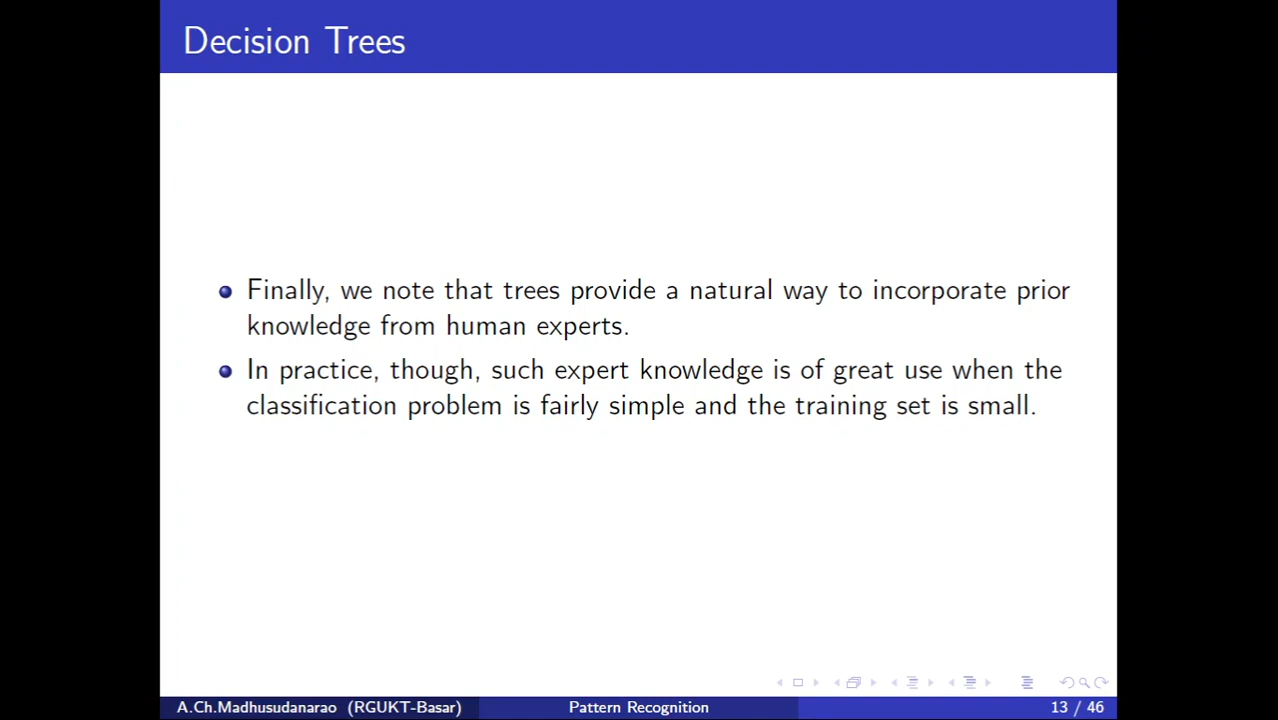 Decision Trees
Finally, we note that trees provide a natural way to incorporate prior
knowledge from human experts.
In practice, though, such expert knowledge is of great use when the
classification problem is fairly simple and the training set is small.
A.Ch.Madhusudanarao (RGUKT-Basar) Pattern Recognition 13 / 46